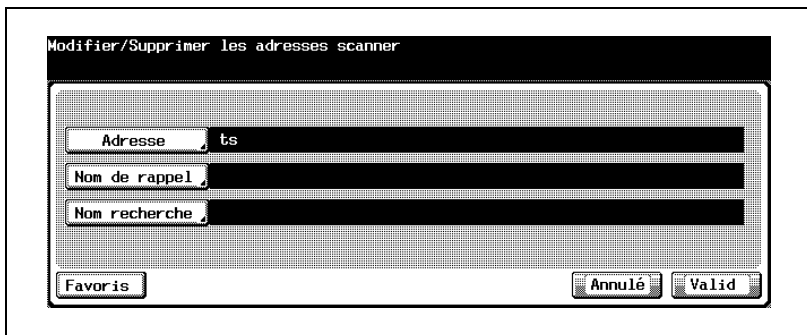 Modifier/Supprimer les adresses scanner
Adresse ts
Nom de rappel
Nom recherche
Favoris Annulé Valid